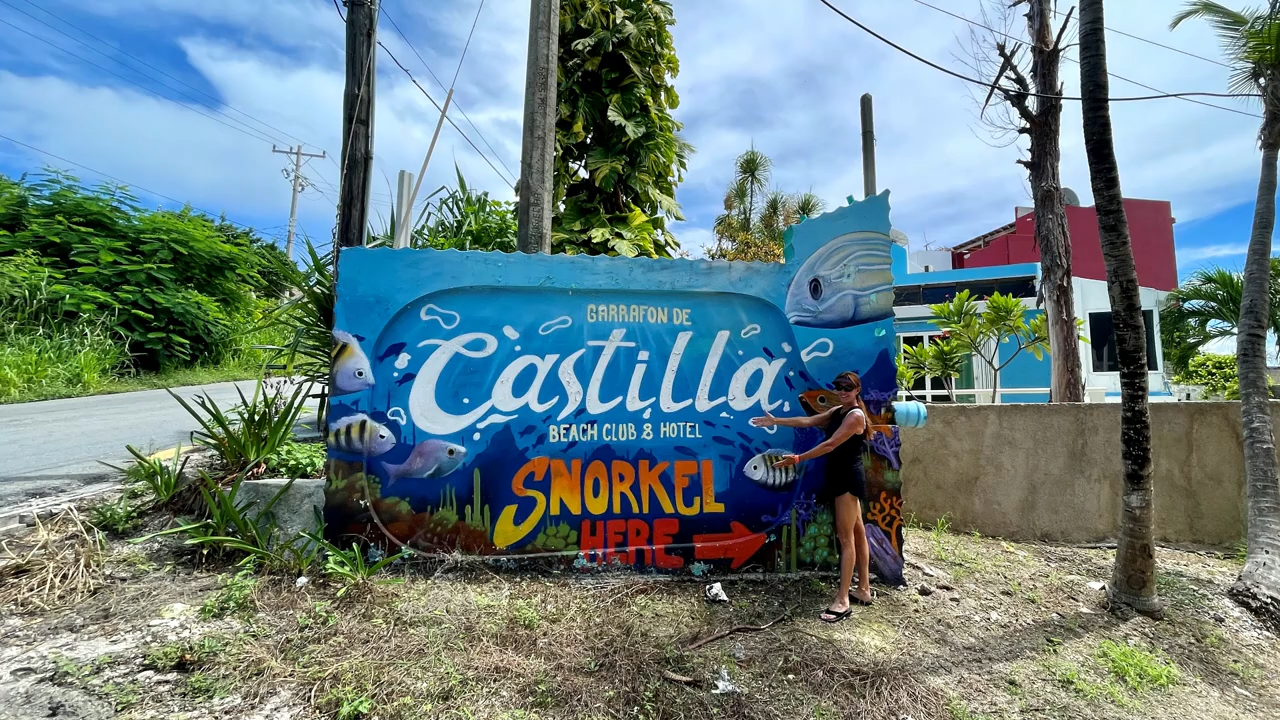 GARRAFON DE
Castilla
BEACH CLUB & HOTEL
SNORKEL
HERE